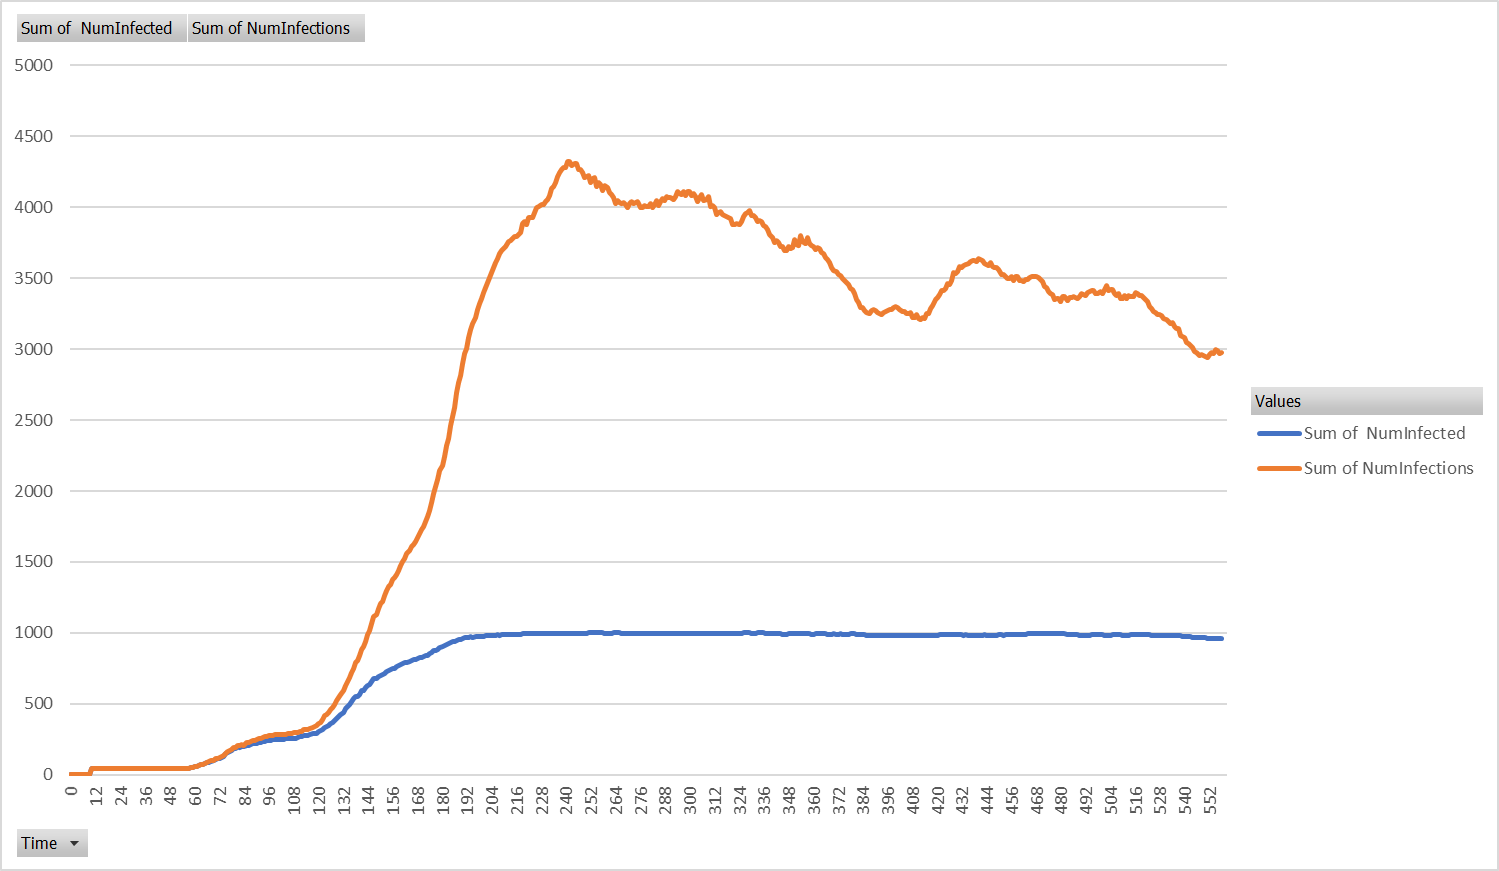 Sum of  NumInfected
Sum of NumInfections
5000
4500
4000
3500
3000
2500
2000
1500
1000
500
0
0 12 24 36 48 60 72 84 96 108 120 132 144 156 168 180 192 204 216 228 240 252 264 276 288 300 312 324 336 348 360 372 384 396 408 420 432 444 456 468 480 492 504 516 528 540 552
Values
Sum of  NumInfected
Sum of NumInfections
Time